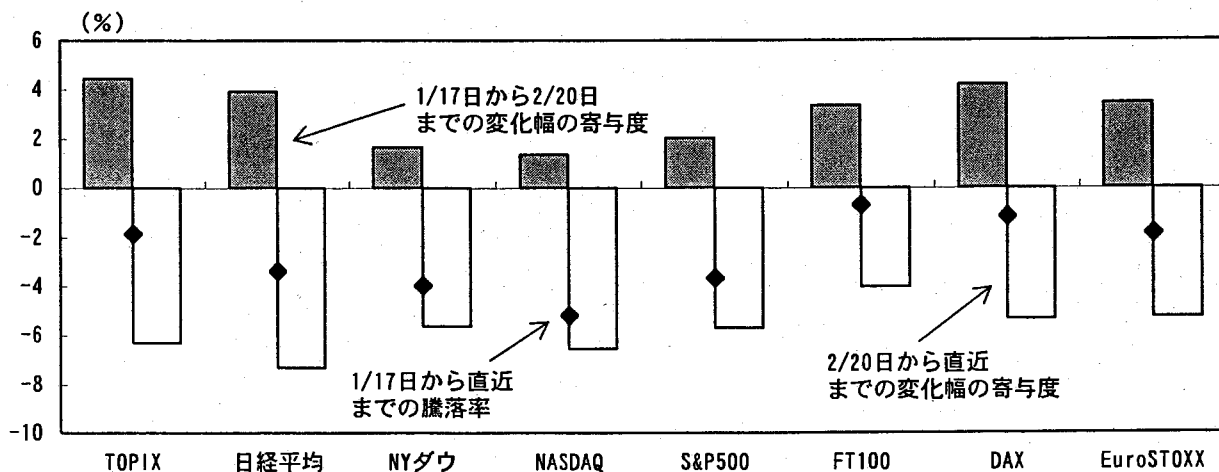 (%)
6
4
2
0
-2
-4
-6
-8
-10
1/17日から2/20日
までの変化幅の寄与度
1/17日から直近
までの騰落率
2/20日から直近
までの変化幅の寄与度
TOPIX 日経平均 NYダウ NASDAQ S&P500 FT100 DAX EuroSTOXX